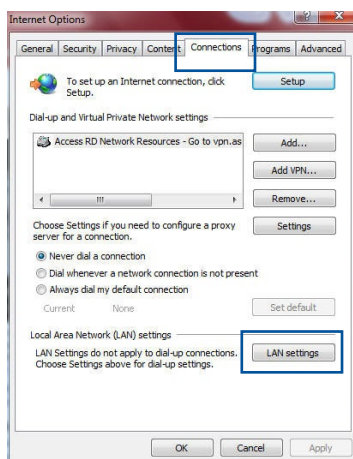 Internet Options
General Security Privacy Content Connections Programs Advanced
To set up an Internet connection, click
Setup.
Setup
Dial-up and Virtual Private Network settings
Access RD Network Resources - Go to vpn.as
Add...
Add VPN...
Remove...
Choose Settings if you need to configure a proxy
server for a connection.
Settings
Never dial a connection
Dial whenever a network connection is not present
Always dial my default connection
Current None
Set default
Local Area Network (LAN) settings
LAN Settings do not apply to dial-up connections.
Choose Settings above for dial-up settings.
LAN settings
OK Cancel Apply